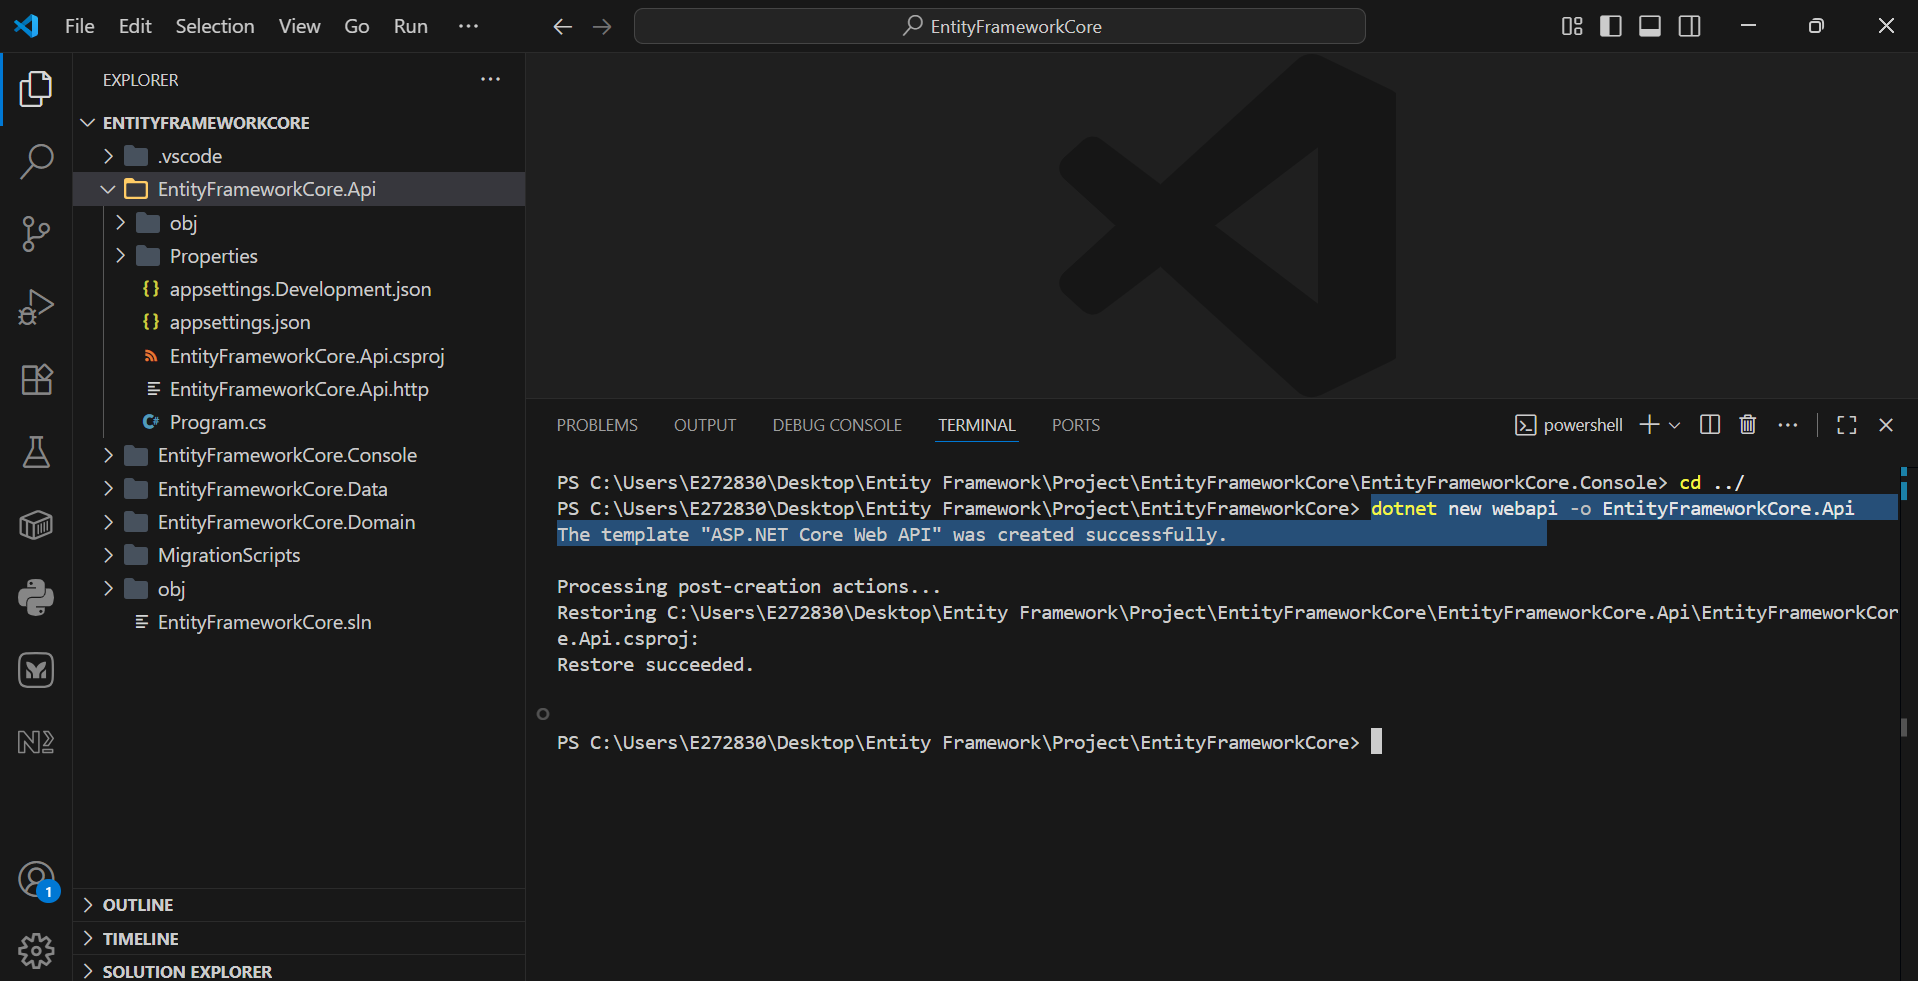 File Edit Selection View Go Run ···
EntityFrameworkCore
EXPLORER
ENTITYFRAMEWORKCORE
.vscode
EntityFrameworkCore.Api
obj
Properties
{} appsettings.Development.json
{} appsettings.json
EntityFrameworkCore.Api.csproj
EntityFrameworkCore.Api.http
C# Program.cs
EntityFrameworkCore.Console
EntityFrameworkCore.Data
EntityFrameworkCore.Domain
MigrationScripts
obj
EntityFrameworkCore.sln
1
OUTLINE
TIMELINE
SOLUTION EXPLORER
PROBLEMS OUTPUT DEBUG CONSOLE TERMINAL PORTS powershell
PS C:\Users\E272830\Desktop\Entity Framework\Project\EntityFrameworkCore\EntityFrameworkCore.Console> cd ../
PS C:\Users\E272830\Desktop\Entity Framework\Project\EntityFrameworkCore> dotnet new webapi -o EntityFrameworkCore.Api
The template "ASP.NET Core Web API" was created successfully.
Processing post-creation actions...
Restoring C:\Users\E272830\Desktop\Entity Framework\Project\EntityFrameworkCore\EntityFrameworkCore.Api\EntityFrameworkCor
e.Api.csproj:
Restore succeeded.
PS C:\Users\E272830\Desktop\Entity Framework\Project\EntityFrameworkCore>